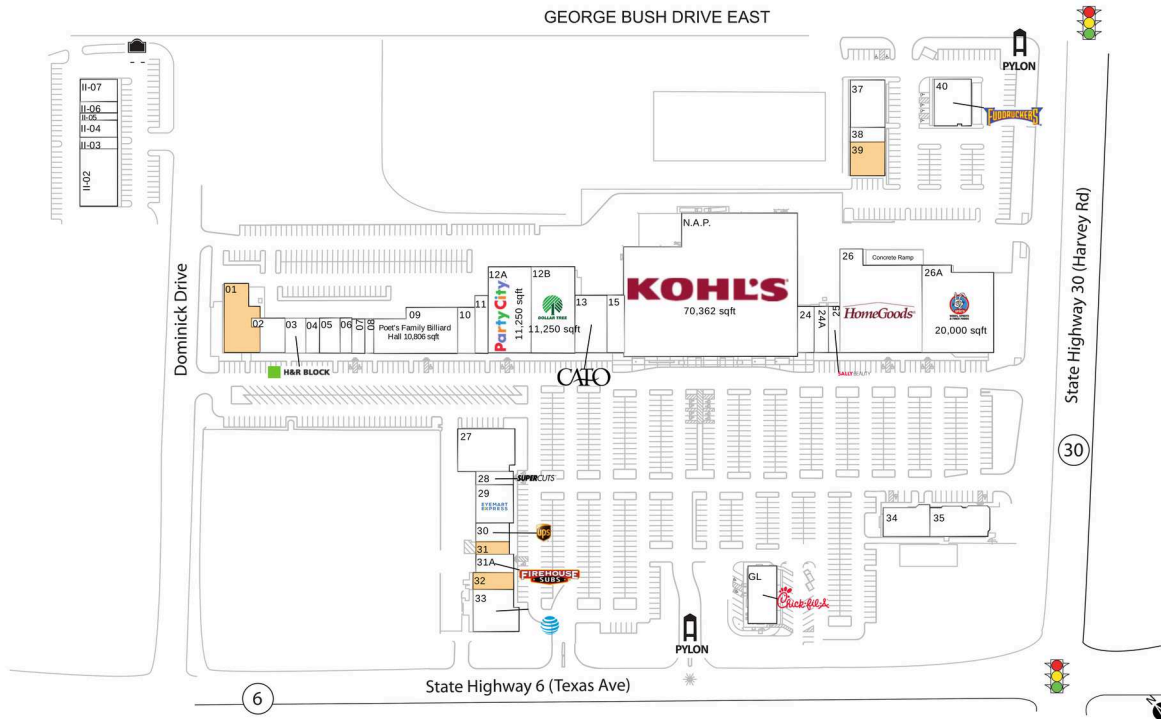 GEORGE BUSH DRIVE EAST
PYLON
II-07
II-06
II-05
II-04
II-03
II-02
37
38
39
40
FUDDRUCKERS
Dominick Drive
State Highway 30 (Harvey Rd)
30
N.A.P.
KOHL'S
70,362 sqft
01
02
03
04
05
06
07
08
09
Poet's Family Billiard
Hall 10,806 sqft
10
11
12A
Party City
11,250 sqft
12B
DOLLAR TREE
11,250 sqft
13
15
24
24A
25
26
Concrete Ramp
HomeGoods
26A
20,000 sqft
H&R BLOCK
CATO
SALLY BEAUTY
27
28
SUPERCUTS
29
EYEMART
EXPRESS
30
ups
31
31A
FIREHOUSE
SUBS
32
33
34
35
GL
Chick-fil-A
PYLON
State Highway 6 (Texas Ave)
6
N